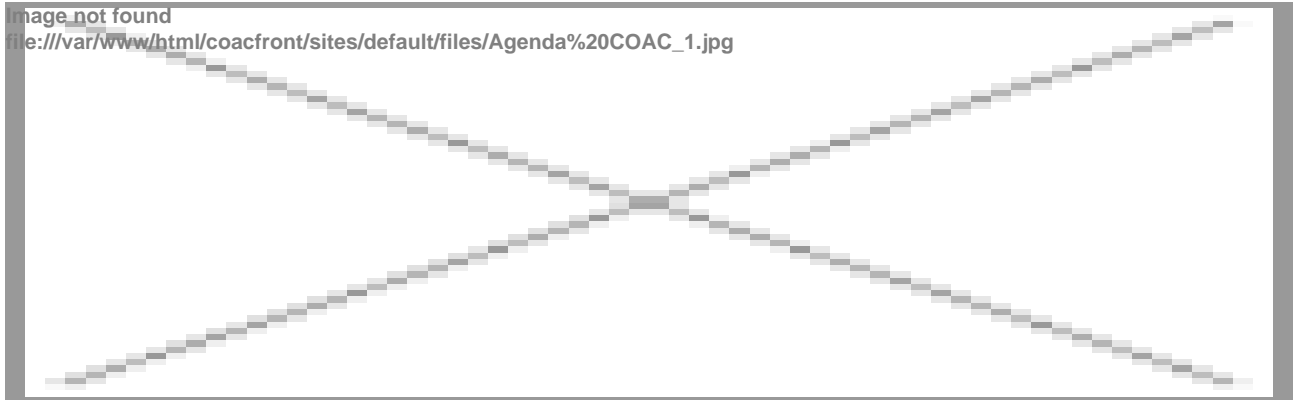 Image not found
file:///var/www/html/coacfront/sites/default/files/Agenda%20COAC_1.jpg